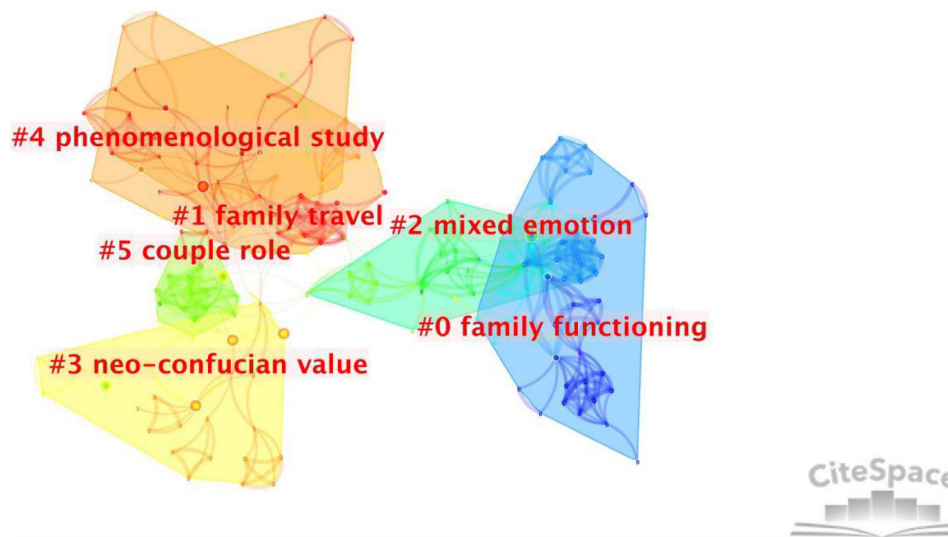 #4 phenomenological study
#1 family travel
#2 mixed emotion
#5 couple role
#0 family functioning
#3 neo-confucian value
CiteSpace